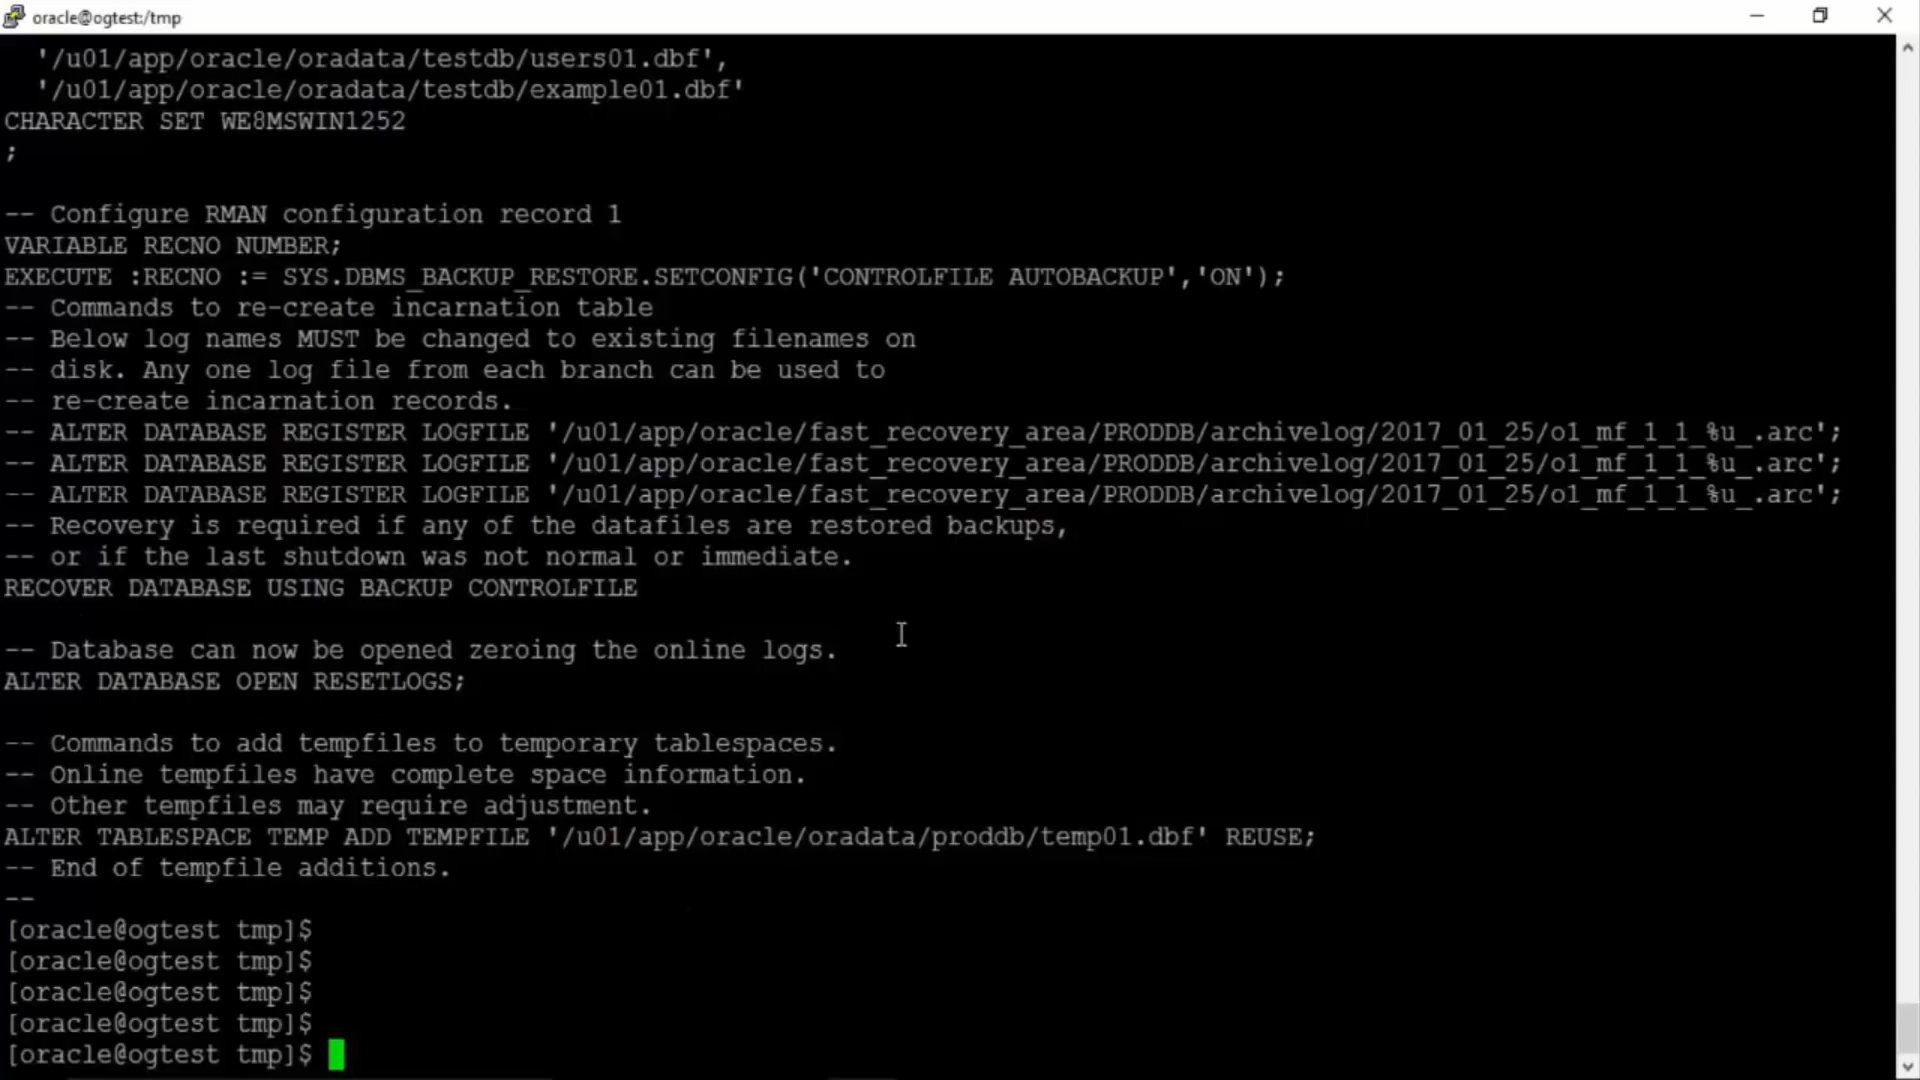 oracle@ogtest:/tmp
'/u01/app/oracle/oradata/testdb/users01.dbf',
'/u01/app/oracle/oradata/testdb/example01.dbf'
CHARACTER SET WE8MSWIN1252
;
-- Configure RMAN configuration record 1
VARIABLE RECNO NUMBER;
EXECUTE :RECNO := SYS.DBMS_BACKUP_RESTORE.SETCONFIG('CONTROLFILE AUTOBACKUP','ON');
-- Commands to re-create incarnation table
-- Below log names MUST be changed to existing filenames on
-- disk. Any one log file from each branch can be used to
-- re-create incarnation records.
-- ALTER DATABASE REGISTER LOGFILE '/u01/app/oracle/fast_recovery_area/PRODDB/archivelog/2017_01_25/o1_mf_1_1_%u_.arc';
-- ALTER DATABASE REGISTER LOGFILE '/u01/app/oracle/fast_recovery_area/PRODDB/archivelog/2017_01_25/o1_mf_1_1_%u_.arc';
-- ALTER DATABASE REGISTER LOGFILE '/u01/app/oracle/fast_recovery_area/PRODDB/archivelog/2017_01_25/o1_mf_1_1_%u_.arc';
-- Recovery is required if any of the datafiles are restored backups,
-- or if the last shutdown was not normal or immediate.
RECOVER DATABASE USING BACKUP CONTROLFILE
-- Database can now be opened zeroing the online logs.
ALTER DATABASE OPEN RESETLOGS;
-- Commands to add tempfiles to temporary tablespaces.
-- Online tempfiles have complete space information.
-- Other tempfiles may require adjustment.
ALTER TABLESPACE TEMP ADD TEMPFILE '/u01/app/oracle/oradata/proddb/temp01.dbf' REUSE;
-- End of tempfile additions.
--
[oracle@ogtest tmp]$
[oracle@ogtest tmp]$
[oracle@ogtest tmp]$
[oracle@ogtest tmp]$
[oracle@ogtest tmp]$